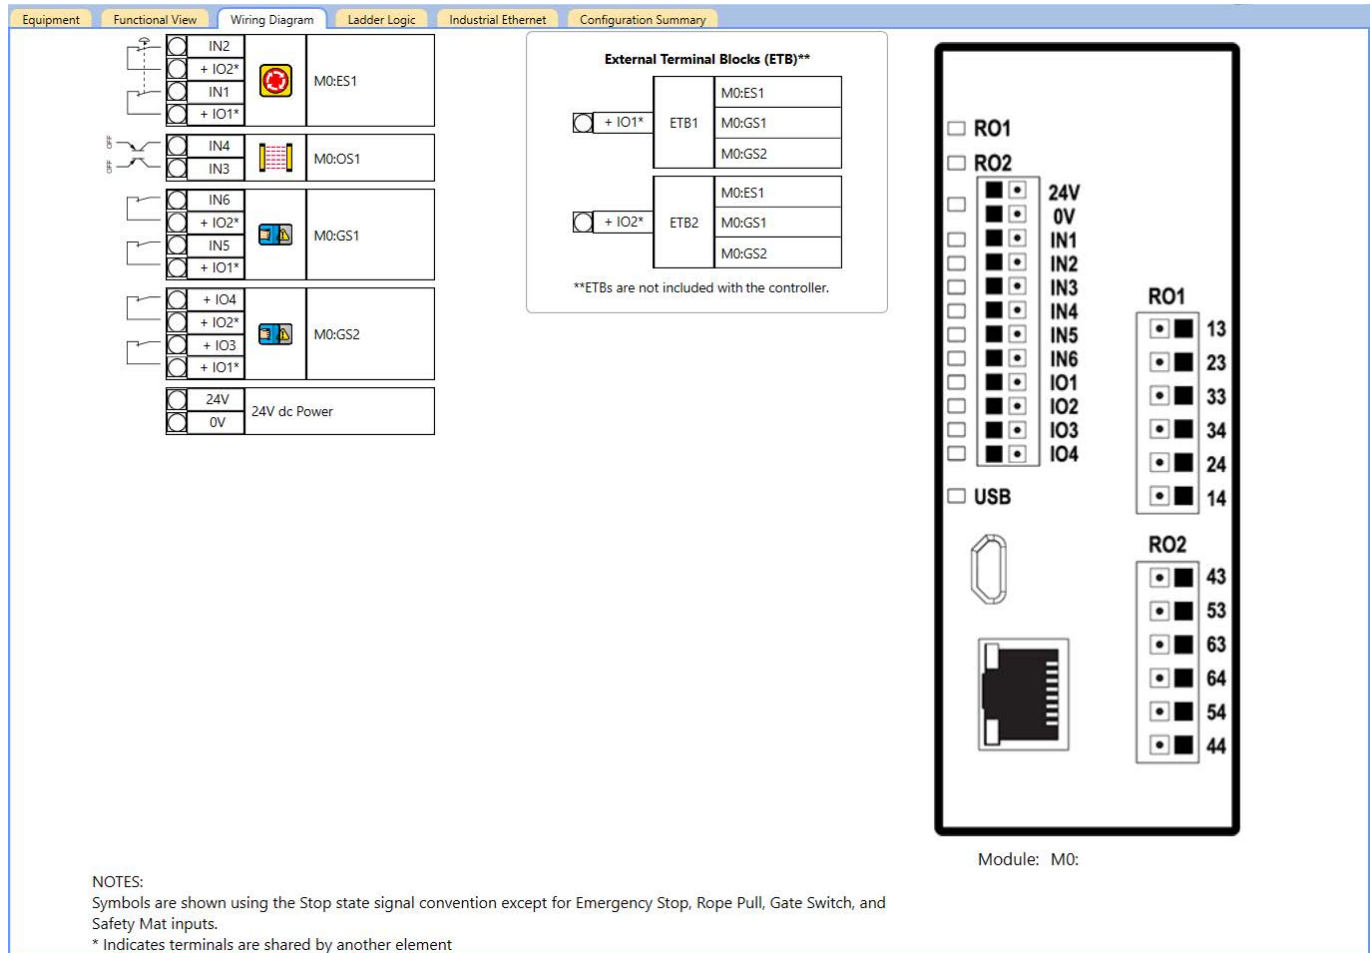 Equipment
Functional View
Wiring Diagram
Ladder Logic
Industrial Ethernet
Configuration Summary
IN2
+ IO2*
IN1
+ IO1*
M0:ES1
OFF
OFF
IN4
IN3
M0:OS1
IN6
+ IO2*
IN5
+ IO1*
M0:GS1
+ IO4
+ IO2*
+ IO3
+ IO1*
M0:GS2
24V
0V
24V dc Power
External Terminal Blocks (ETB)**
+ IO1*
ETB1
M0:ES1
M0:GS1
M0:GS2
+ IO2*
ETB2
M0:ES1
M0:GS1
M0:GS2
**ETBs are not included with the controller.
RO1
RO2
24V
0V
IN1
IN2
IN3
IN4
IN5
IN6
IO1
IO2
IO3
IO4
USB
RO1
13
23
33
34
24
14
RO2
43
53
63
64
54
44
Module: M0:
NOTES:
Symbols are shown using the Stop state signal convention except for Emergency Stop, Rope Pull, Gate Switch, and
Safety Mat inputs.
* Indicates terminals are shared by another element